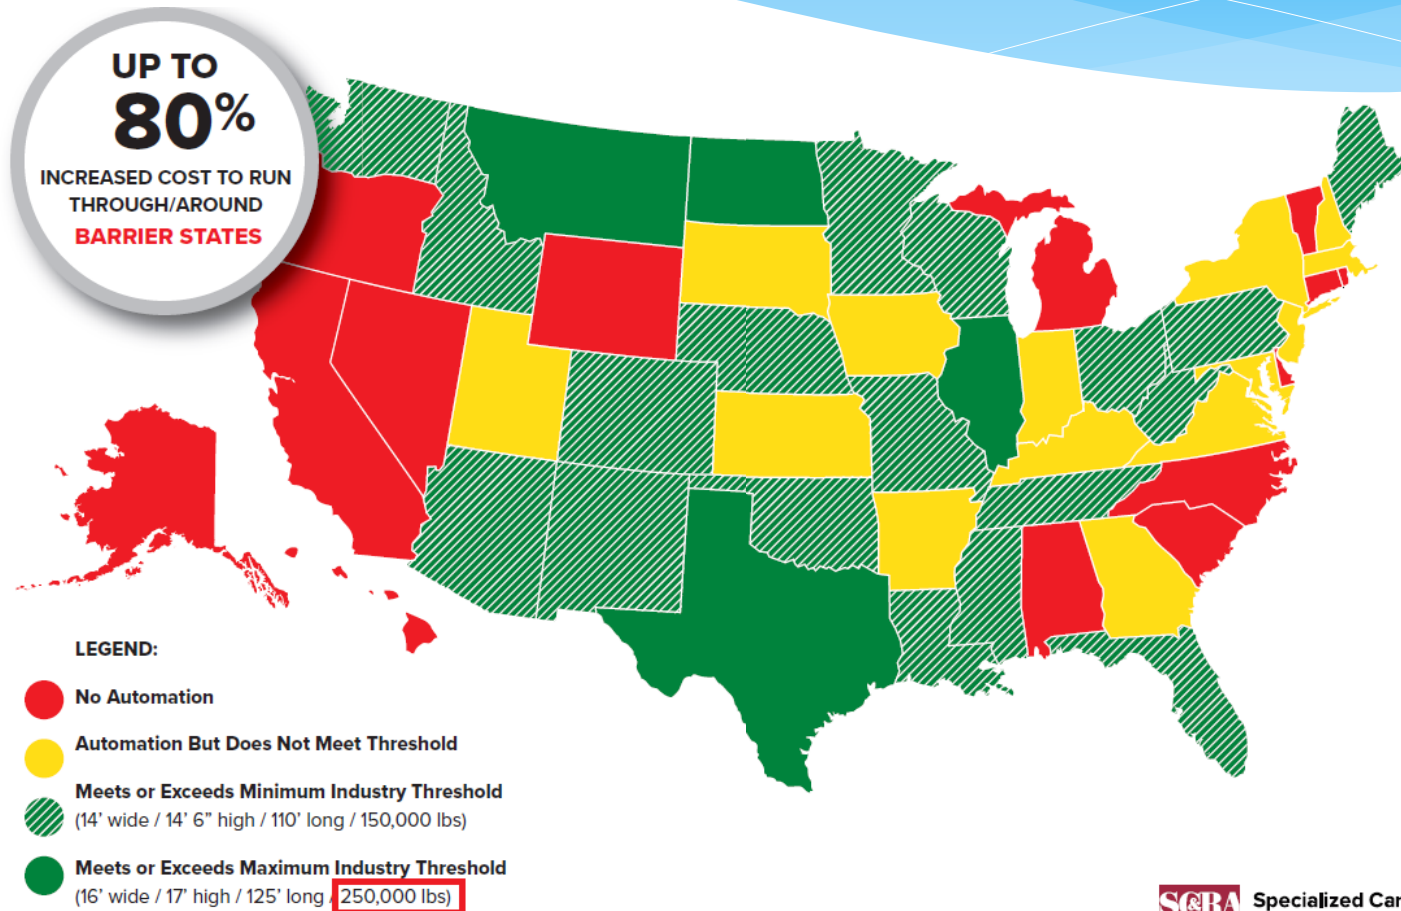 UP TO
80%
INCREASED COST TO RUN
THROUGH/AROUND
BARRIER STATES
LEGEND:
No Automation
Automation But Does Not Meet Threshold
Meets or Exceeds Minimum Industry Threshold
(14’ wide / 14’ 6” high / 110’ long / 150,000 lbs)
Meets or Exceeds Maximum Industry Threshold
(16’ wide / 17’ high / 125’ long / 250,000 lbs)
SC&RA Specialized Car